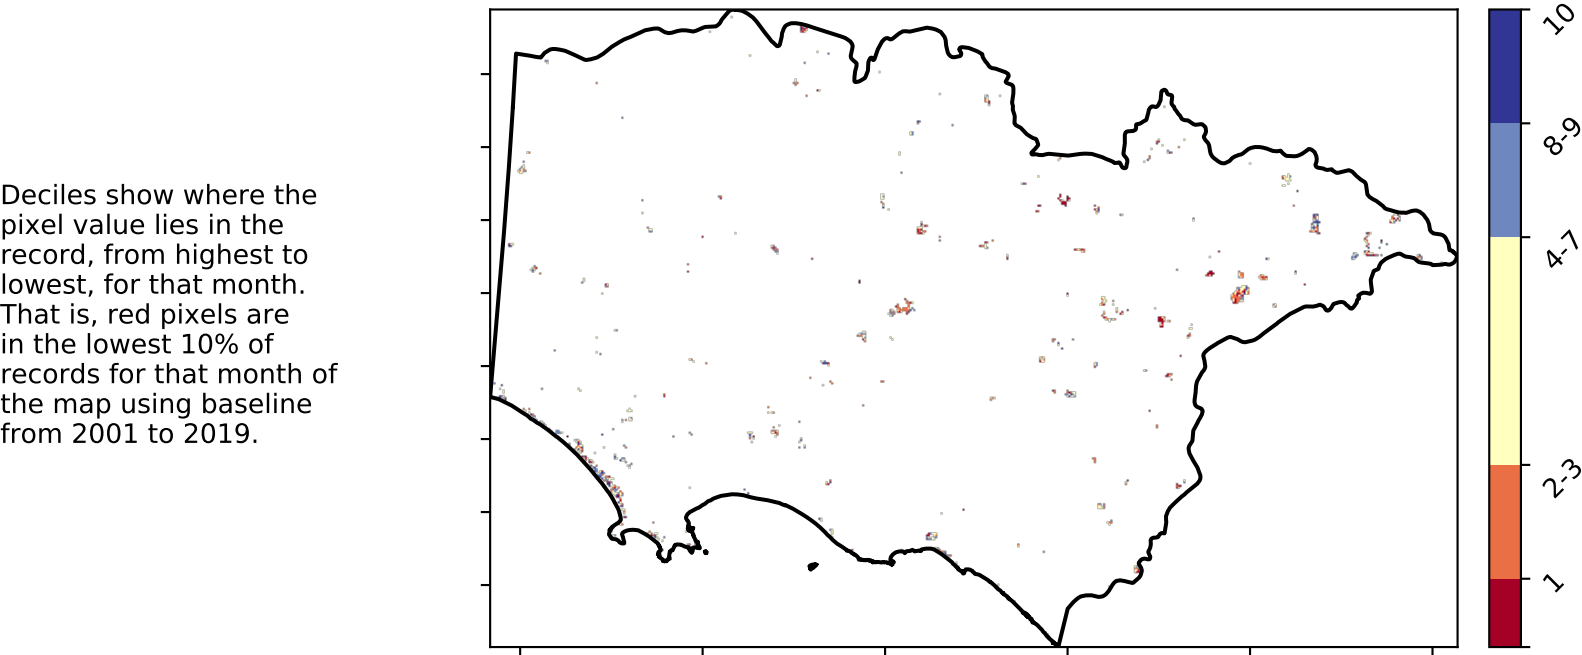 Deciles show where the
pixel value lies in the
record, from highest to
lowest, for that month.
That is, red pixels are
in the lowest 10% of
records for that month of
the map using baseline
from 2001 to 2019.
10
8-9
4-7
2-3
1